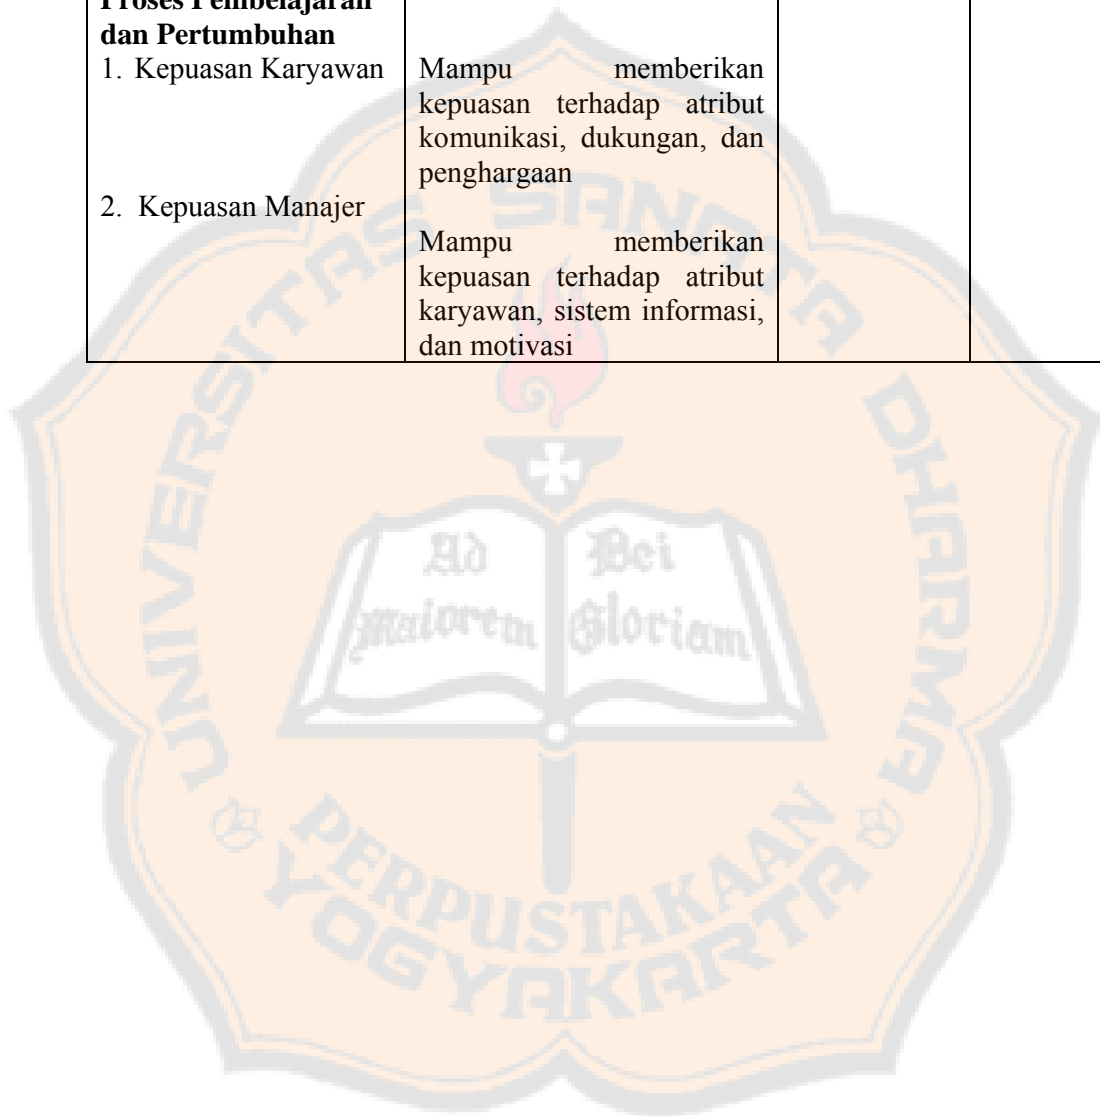 Proses Pembelajaran
dan Pertumbuhan
1. Kepuasan Karyawan
Mampu memberikan
kepuasan terhadap atribut
komunikasi, dukungan, dan
penghargaan
2. Kepuasan Manajer
Mampu memberikan
kepuasan terhadap atribut
karyawan, sistem informasi,
dan motivasi
UNIVERSITAS SANATA DHARMA
Ad Dei
Maiorem Gloriam
PERPUSTAKAAN
YOGYAKARTA